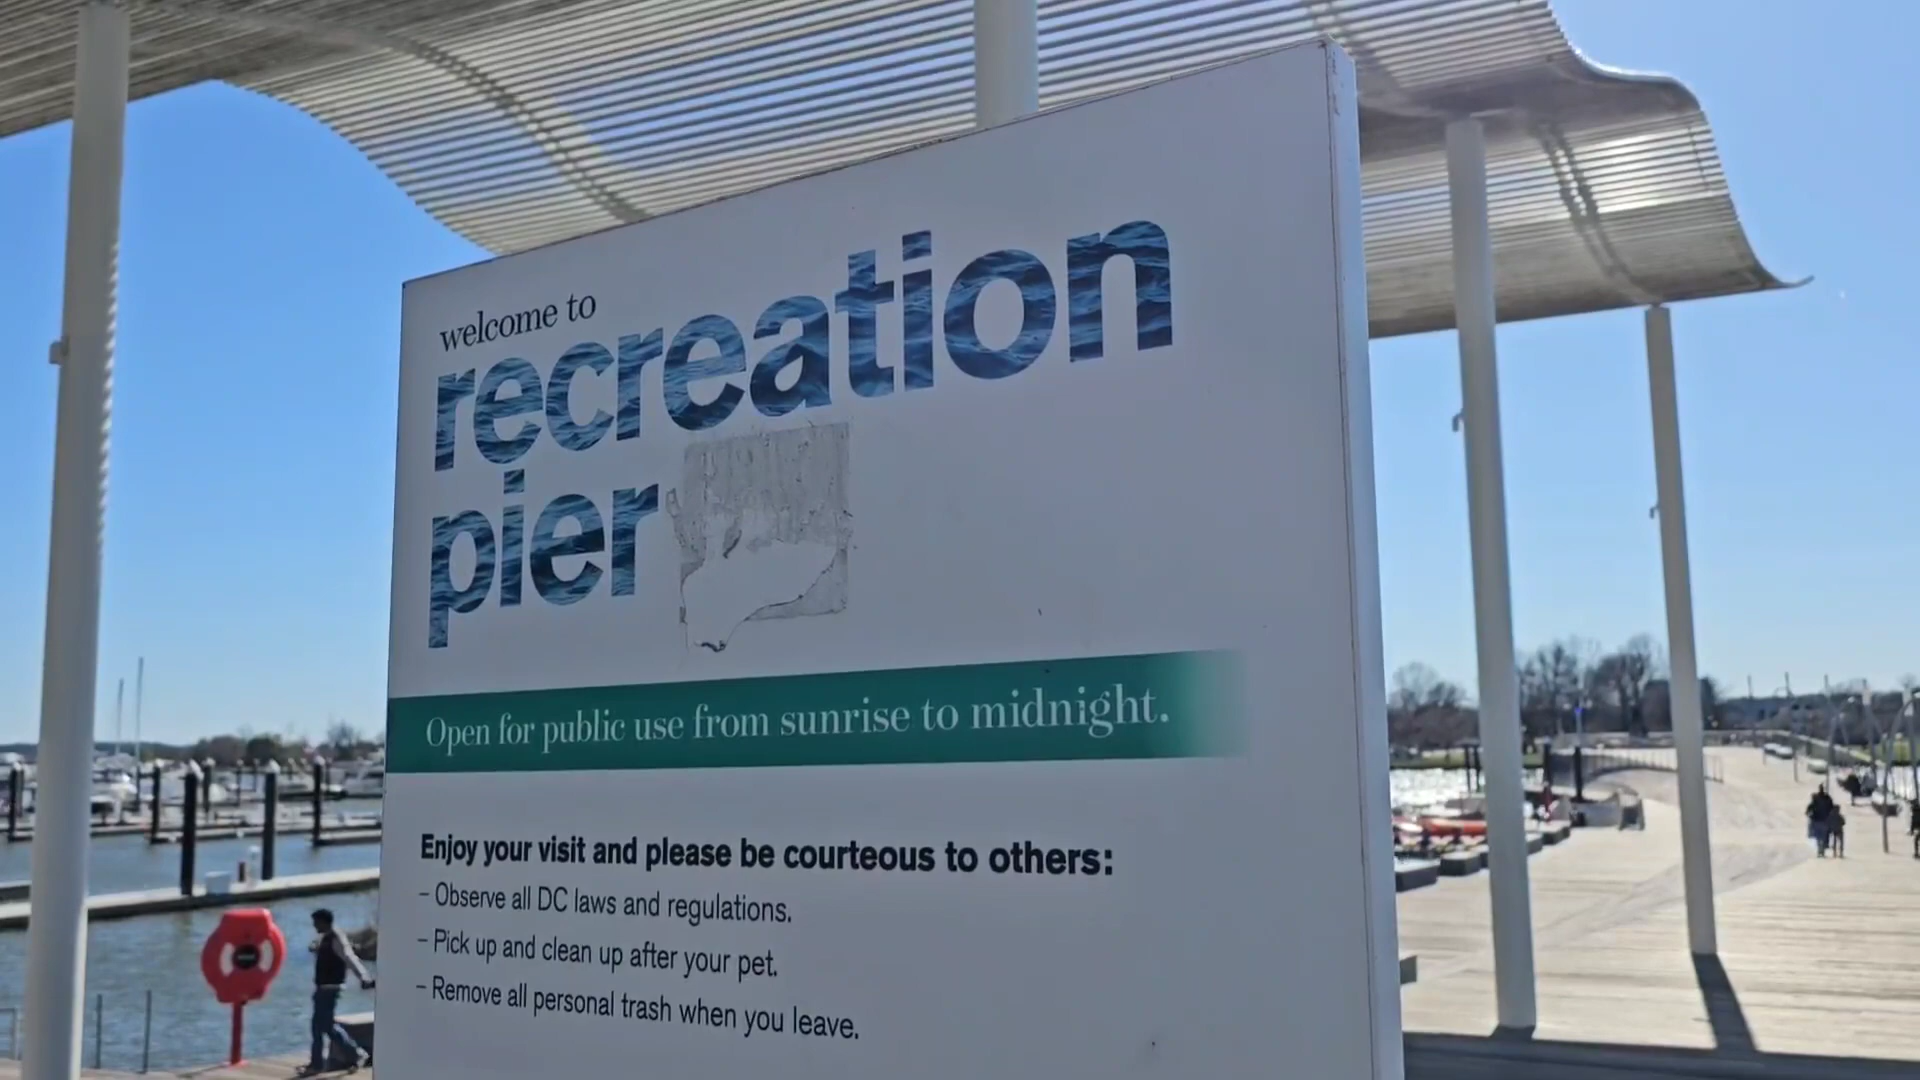 welcome to
recreation
pier
Open for public use from sunrise to midnight.
Enjoy your visit and please be courteous to others:
– Observe all DC laws and regulations.
– Pick up and clean up after your pet.
– Remove all personal trash when you leave.